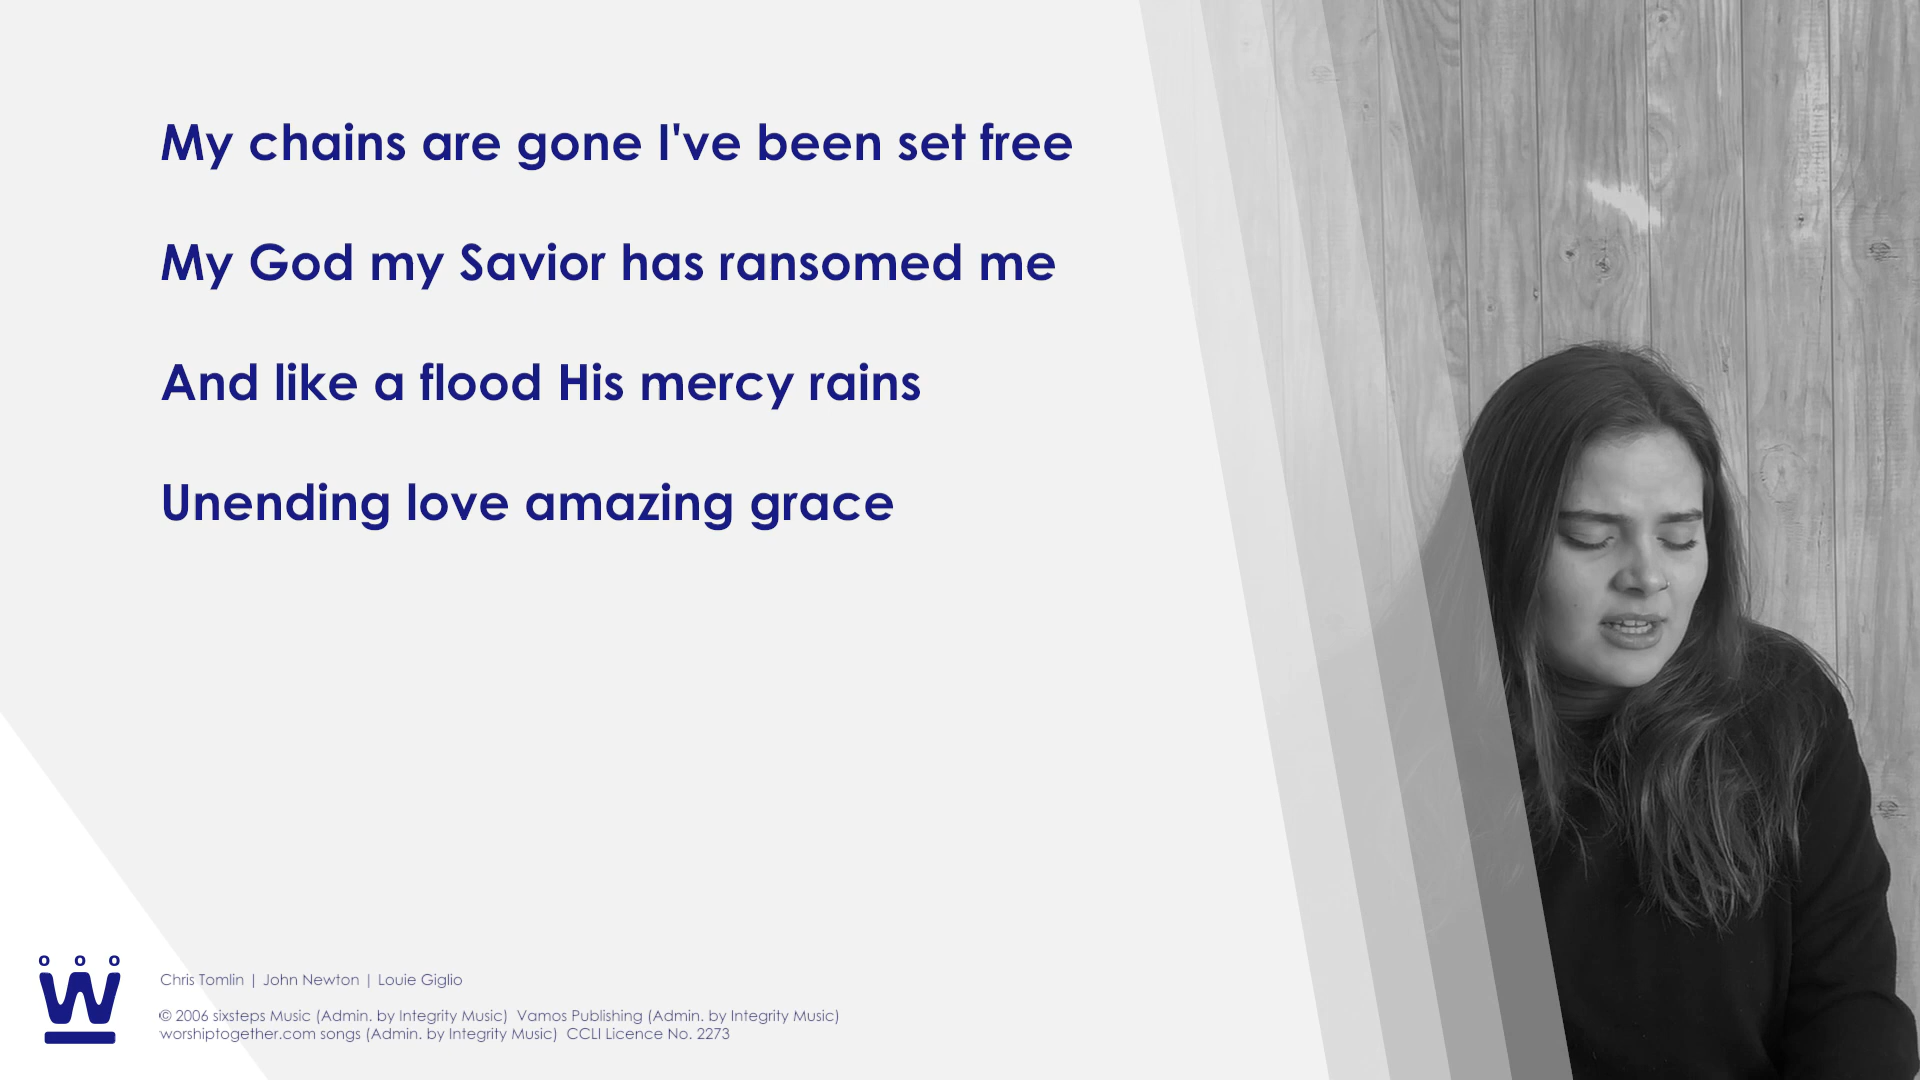 My chains are gone I've been set free
My God my Savior has ransomed me
And like a flood His mercy rains
Unending love amazing grace
W
Chris Tomlin | John Newton | Louie Giglio
© 2006 sixsteps Music (Admin. by Integrity Music)  Vamos Publishing (Admin. by Integrity Music)
worshiptogether.com songs (Admin. by Integrity Music)  CCLI Licence No. 2273